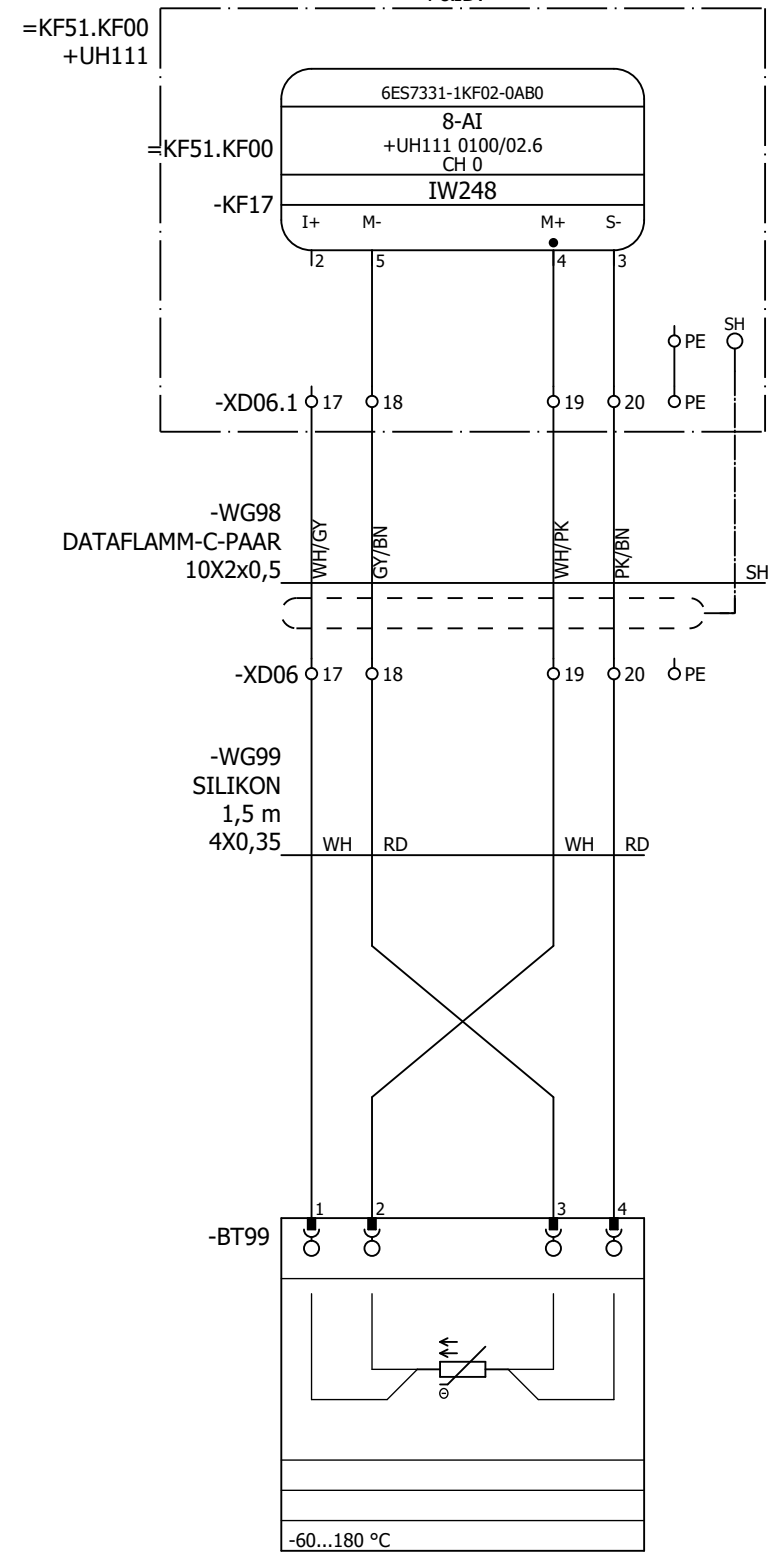 =KF51.KF00
+UH111
6ES7331-1KF02-0AB0
8-AI
+UH111 0100/02.6
CH 0
=KF51.KF00
IW248
-KF17
I+ M- M+ S-
2 5 4 3
SH
PE
-XD06.1 17 18 19 20 PE
-WG98
DATAFLAMM-C-PAAR
10X2x0,5
WH/GY GY/BN WH/PK PK/BN
SH
-XD06 17 18 19 20 PE
-WG99
SILIKON
1,5 m
4X0,35 WH RD WH RD
1 2 3 4
-BT99
-60...180 °C